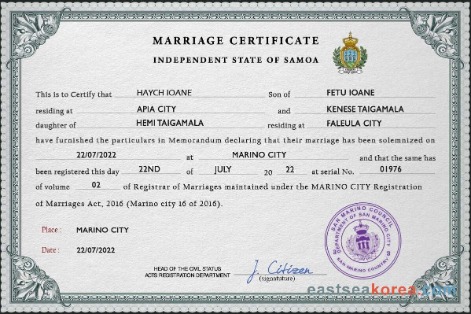 MARRIAGE CERTIFICATE
INDEPENDENT STATE OF SAMOA
This is to Certify that HAYCH IOANE Son of FETU IOANE
residing at APIA CITY and KENESE TAIGAMALA
daughter of HEMI TAIGAMALA residing at FALEULA CITY
have furnished the particulars in Memorandum declaring that their marriage has been solemnized on
22/07/2022 at MARINO CITY and that the same has
been registered this day 22ND of JULY 20 22 at serial No. 01976
of volume 02 of Registrar of Marriages maintained under the MARINO CITY Registration
of Marriages Act, 2016 (Marino city 16 of 2016).
Place : MARINO CITY
Date : 22/07/2022
HEAD OF THE CIVIL STATUS
ACTS REGISTRATION DEPARTMENT J. Citizen
(signature)
SAN MARINO COUNCIL
DEPARTMENT OF SAN MARINO CITY
SAN MARINO COUNTRY
eastseakorea.com